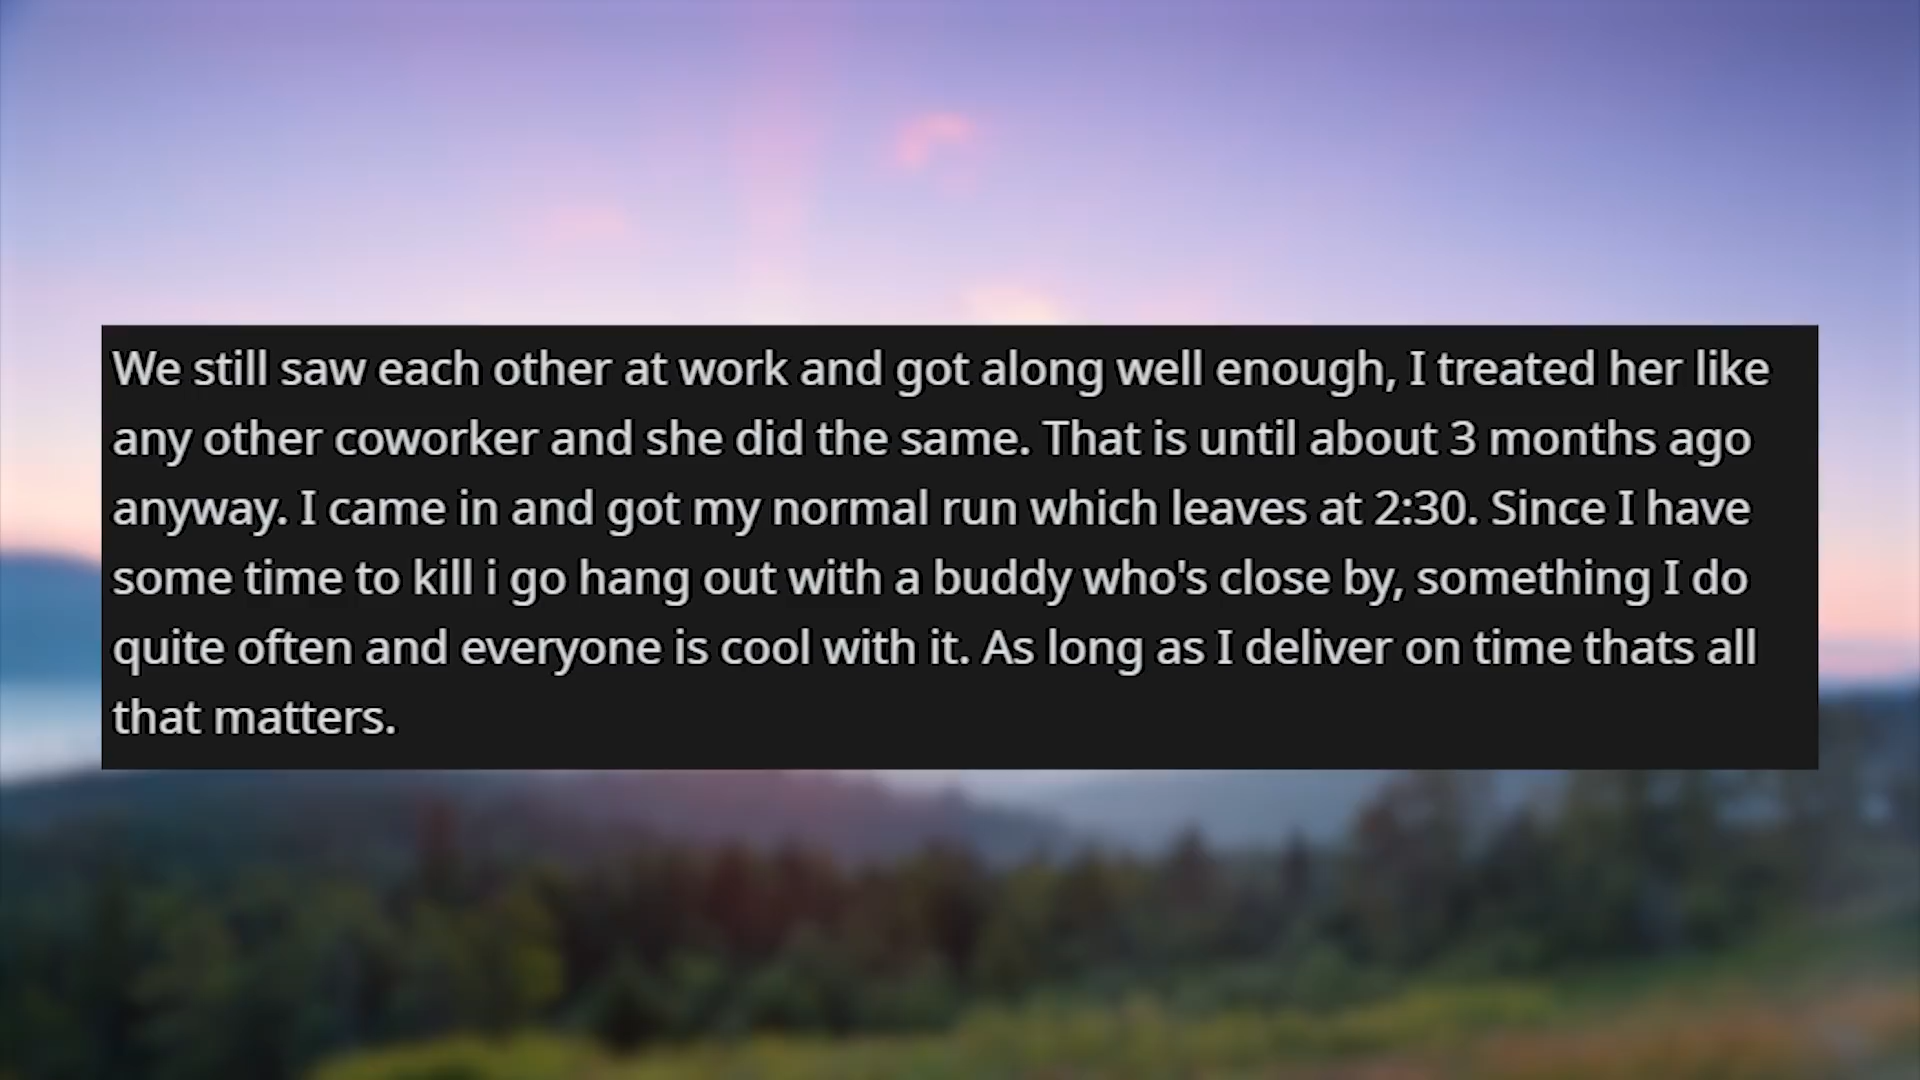 We still saw each other at work and got along well enough, I treated her like
any other coworker and she did the same. That is until about 3 months ago
anyway. I came in and got my normal run which leaves at 2:30. Since I have
some time to kill i go hang out with a buddy who's close by, something I do
quite often and everyone is cool with it. As long as I deliver on time thats all
that matters.